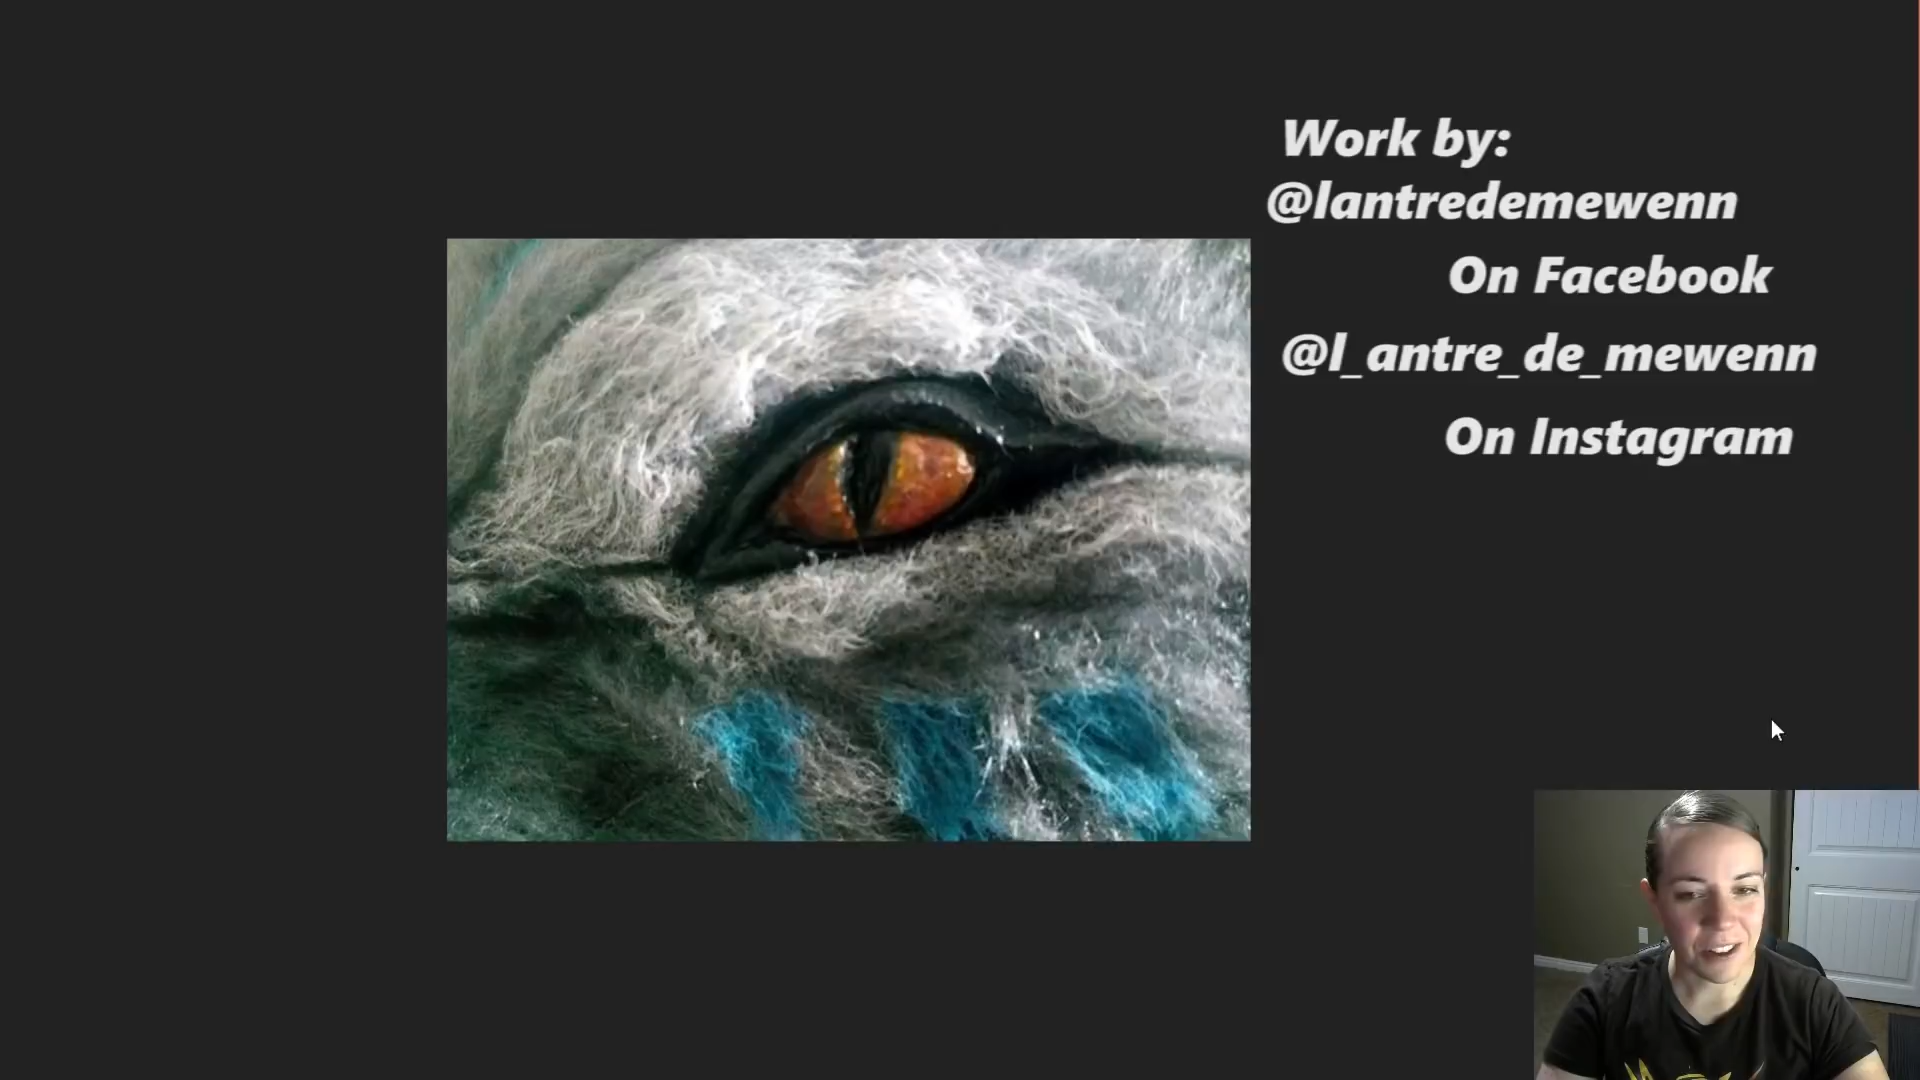 Work by:
@lantredemewenn
On Facebook
@l_antre_de_mewenn
On Instagram